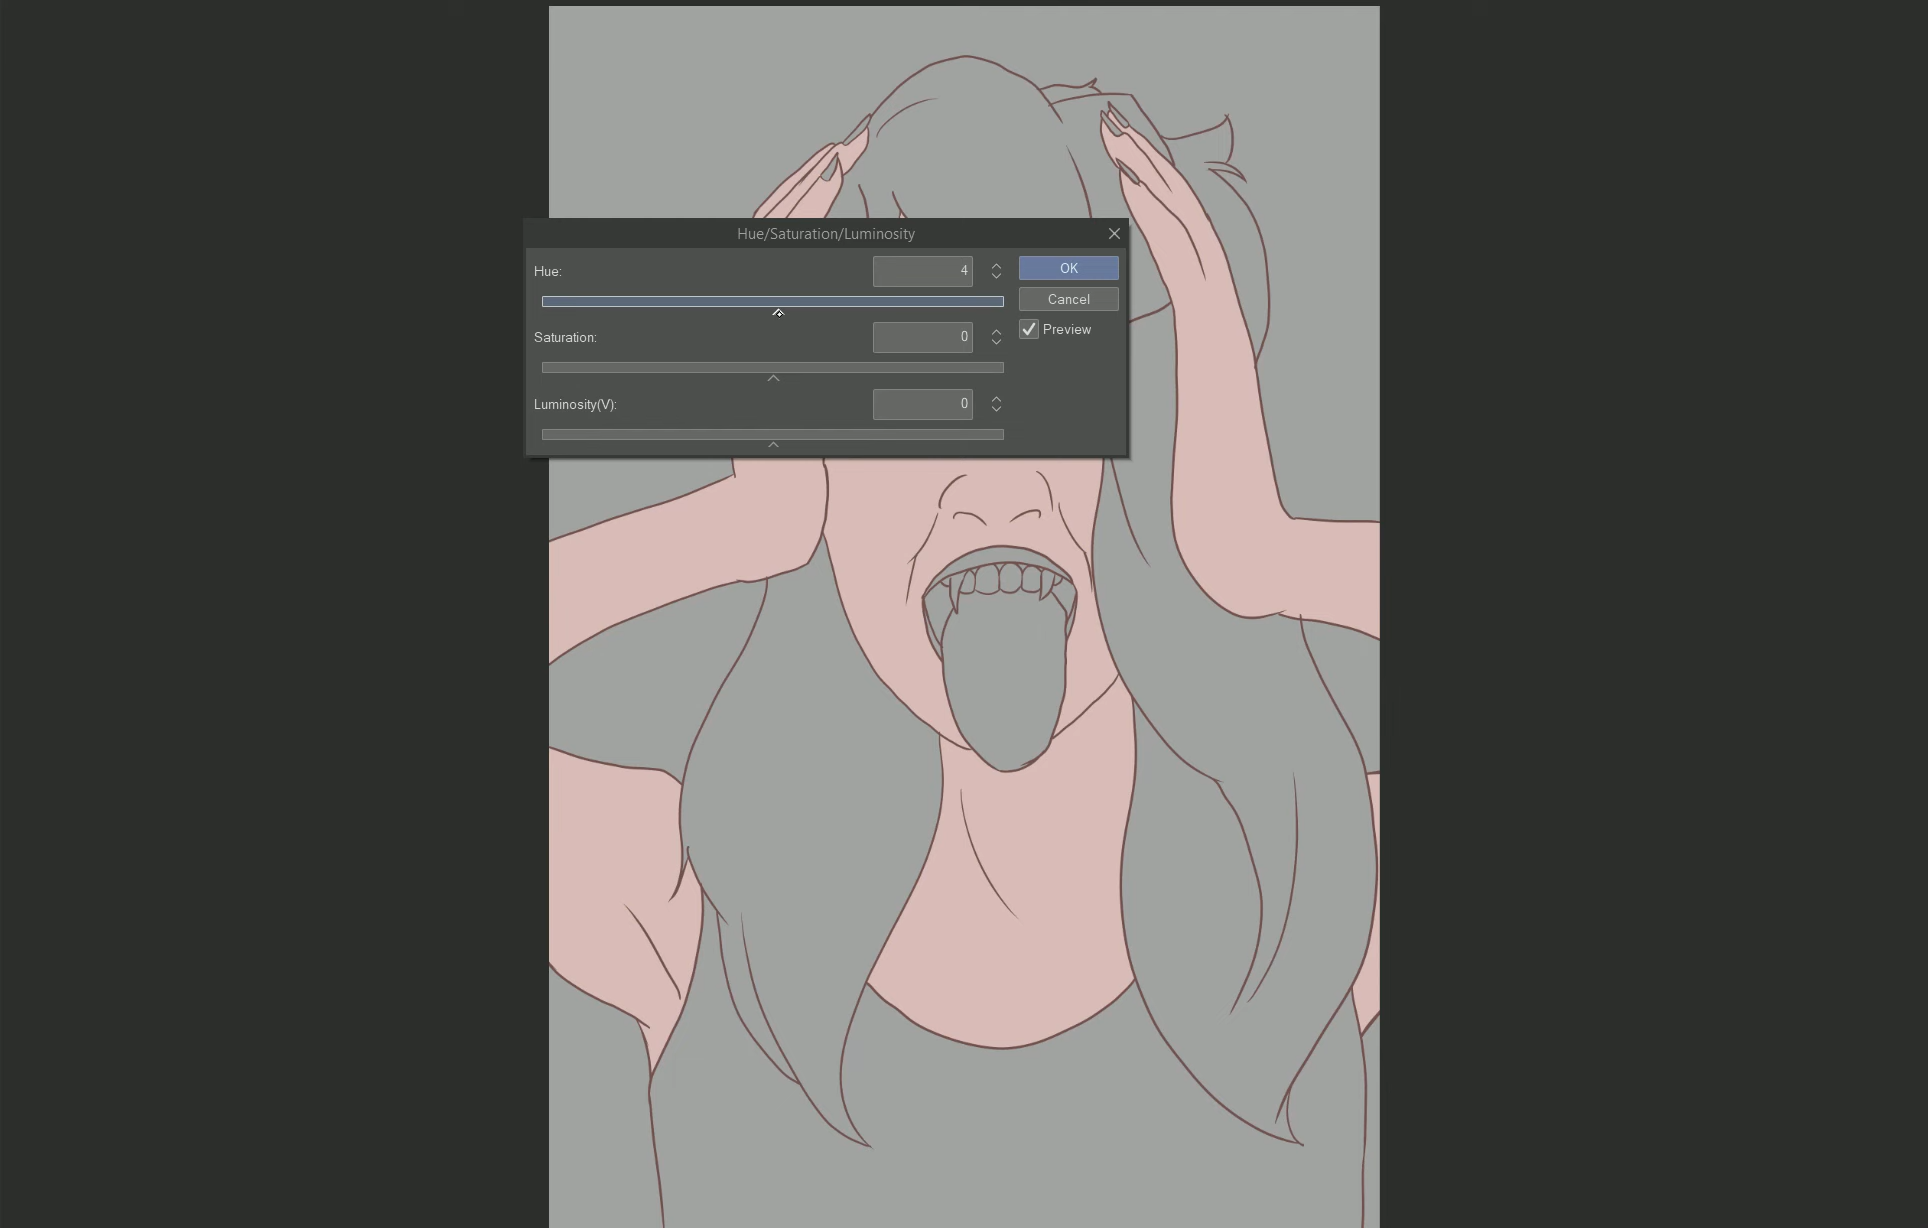 Hue/Saturation/Luminosity
Hue:
4
OK
Cancel
Saturation:
0
Preview
Luminosity(V):
0